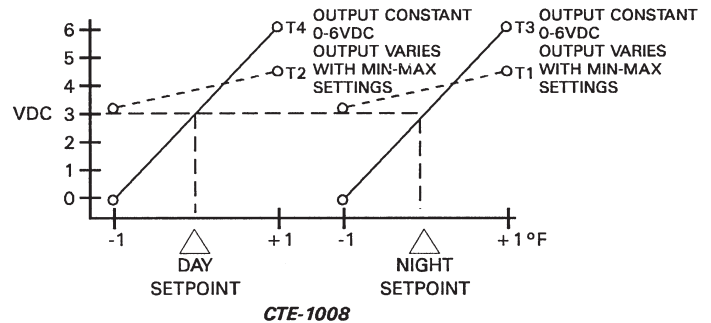 T4 OUTPUT CONSTANT
0-6VDC
OUTPUT VARIES
T2 WITH MIN-MAX
SETTINGS
T3 OUTPUT CONSTANT
0-6VDC
OUTPUT VARIES
T1 WITH MIN-MAX
SETTINGS
6
5
4
VDC 3
2
1
0
-1
+1
-1
+1°F
DAY
SETPOINT
NIGHT
SETPOINT
CTE-1008